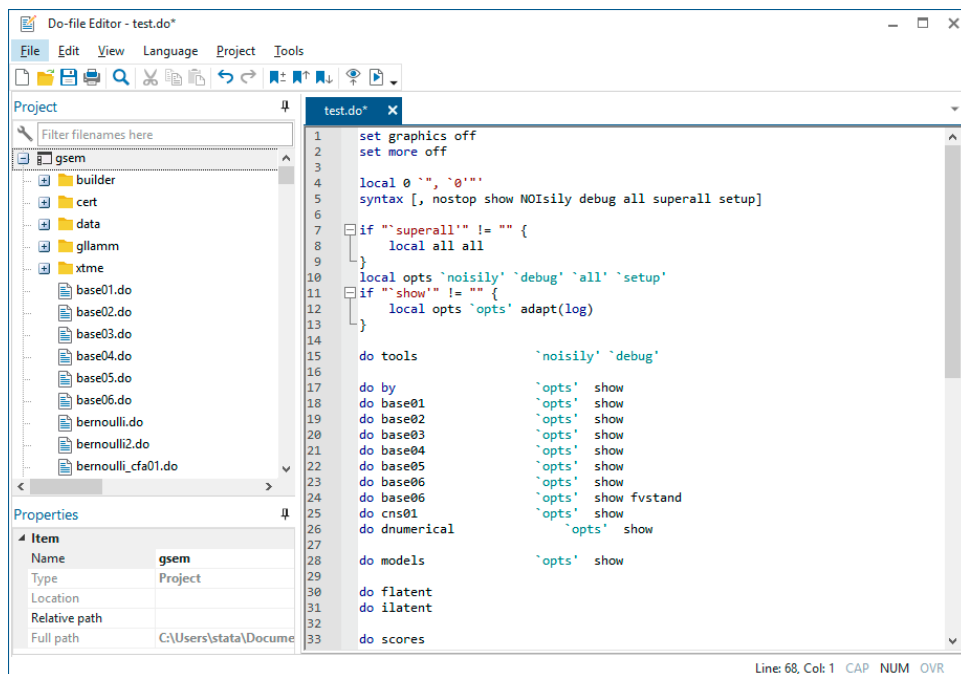 Do-file Editor - test.do*
File Edit View Language Project Tools
Project
Filter filenames here
gsem
builder
cert
data
gllamm
xtme
base01.do
base02.do
base03.do
base04.do
base05.do
base06.do
bernoulli.do
bernoulli2.do
bernoulli_cfa01.do
Properties
Item
Name gsem
Type Project
Location
Relative path
Full path C:\Users\stata\Docume
test.do*
1 set graphics off
2 set more off
3
4 local 0 `", `0'"'
5 syntax [, nostop show NOIsily debug all superall setup]
6
7 if "`superall'" != "" {
8 local all all
9 }
10 local opts `noisily' `debug' `all' `setup'
11 if "`show'" != "" {
12 local opts `opts' adapt(log)
13 }
14
15 do tools `noisily' `debug'
16
17 do by `opts' show
18 do base01 `opts' show
19 do base02 `opts' show
20 do base03 `opts' show
21 do base04 `opts' show
22 do base05 `opts' show
23 do base06 `opts' show
24 do base06 `opts' show fvstand
25 do cns01 `opts' show
26 do dnumerical `opts' show
27
28 do models `opts' show
29
30 do flatent
31 do ilatent
32
33 do scores
Line: 68, Col: 1 CAP NUM OVR